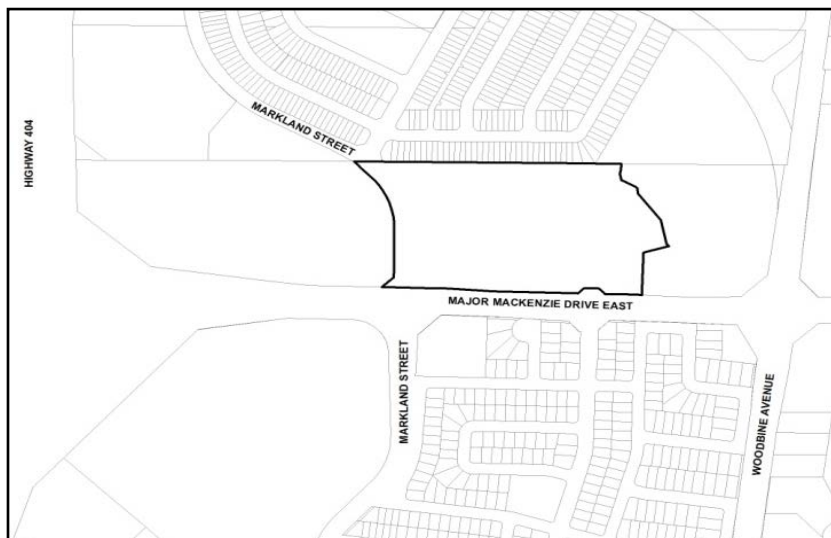 MARKLAND STREET
HIGHWAY 404
MAJOR MACKENZIE DRIVE EAST
MARKLAND STREET
WOODBINE AVENUE